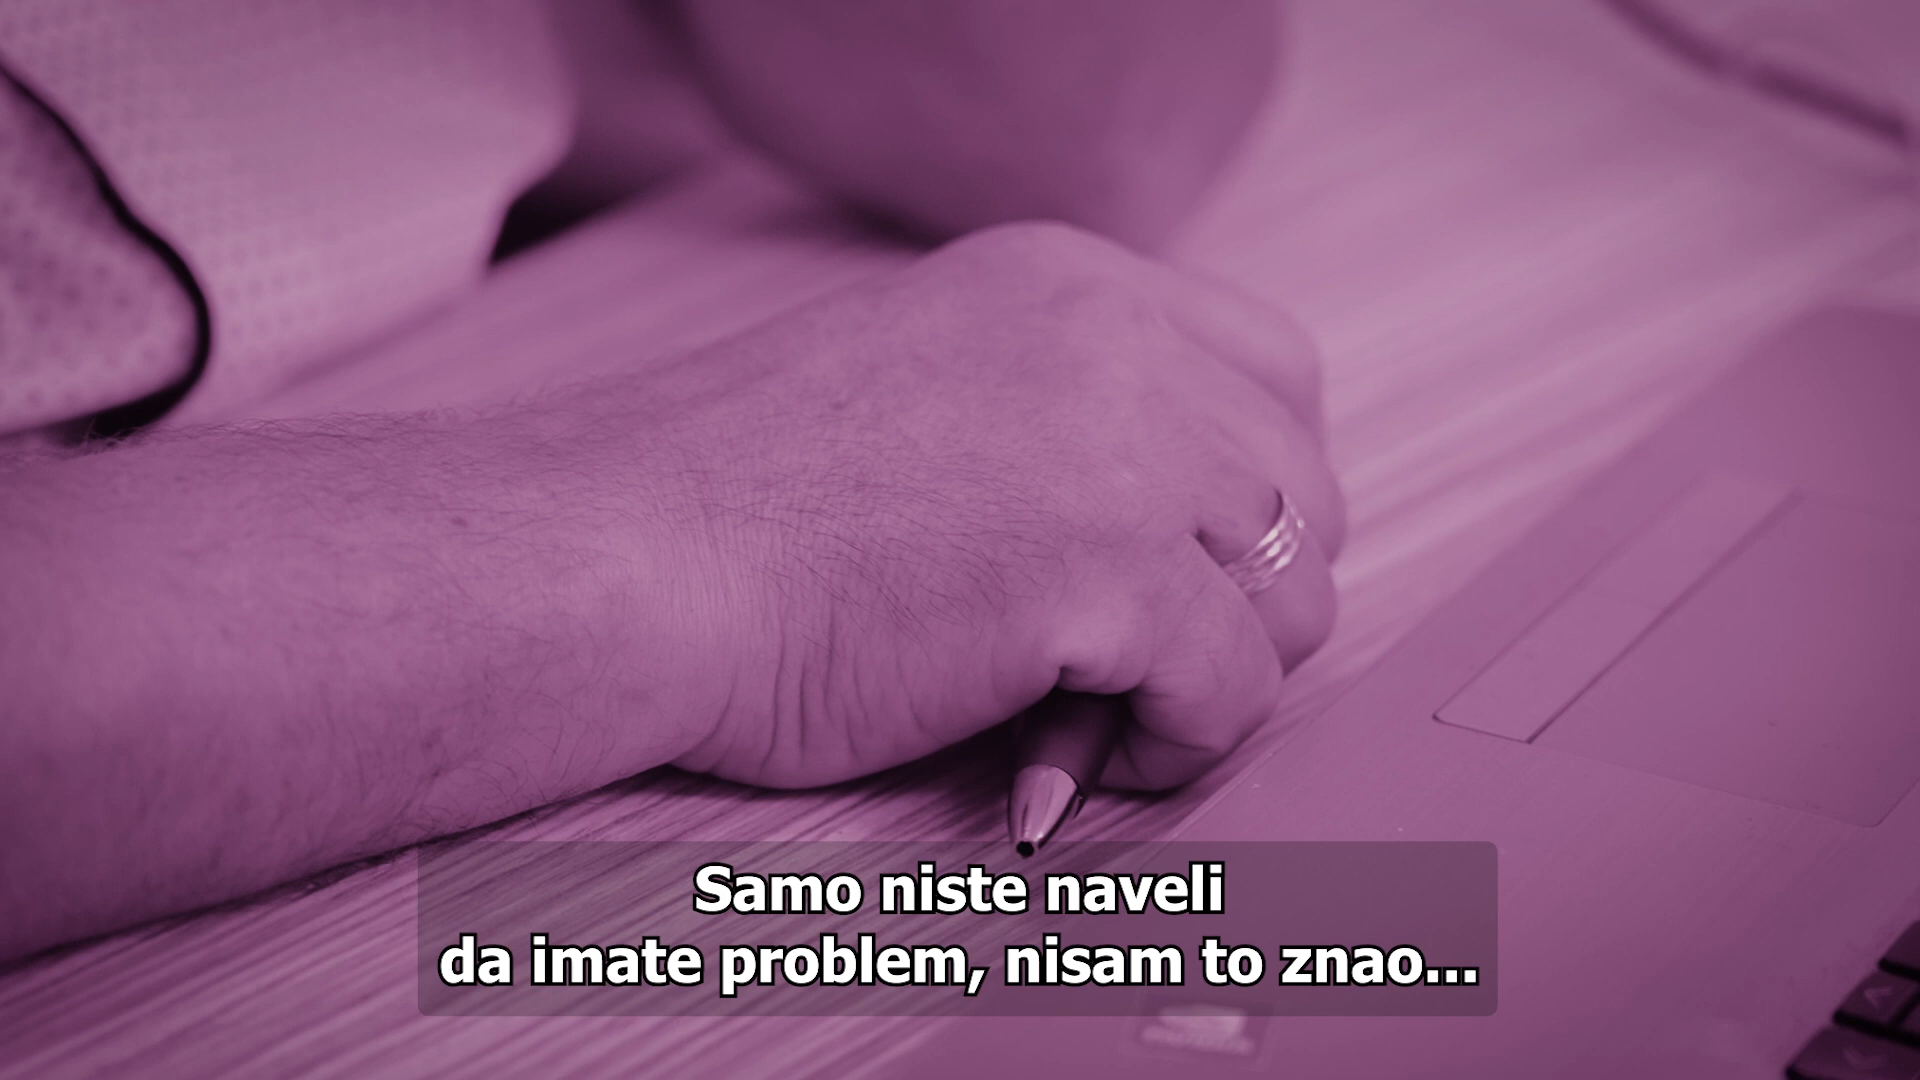 Samo niste naveli
da imate problem, nisam to znao...